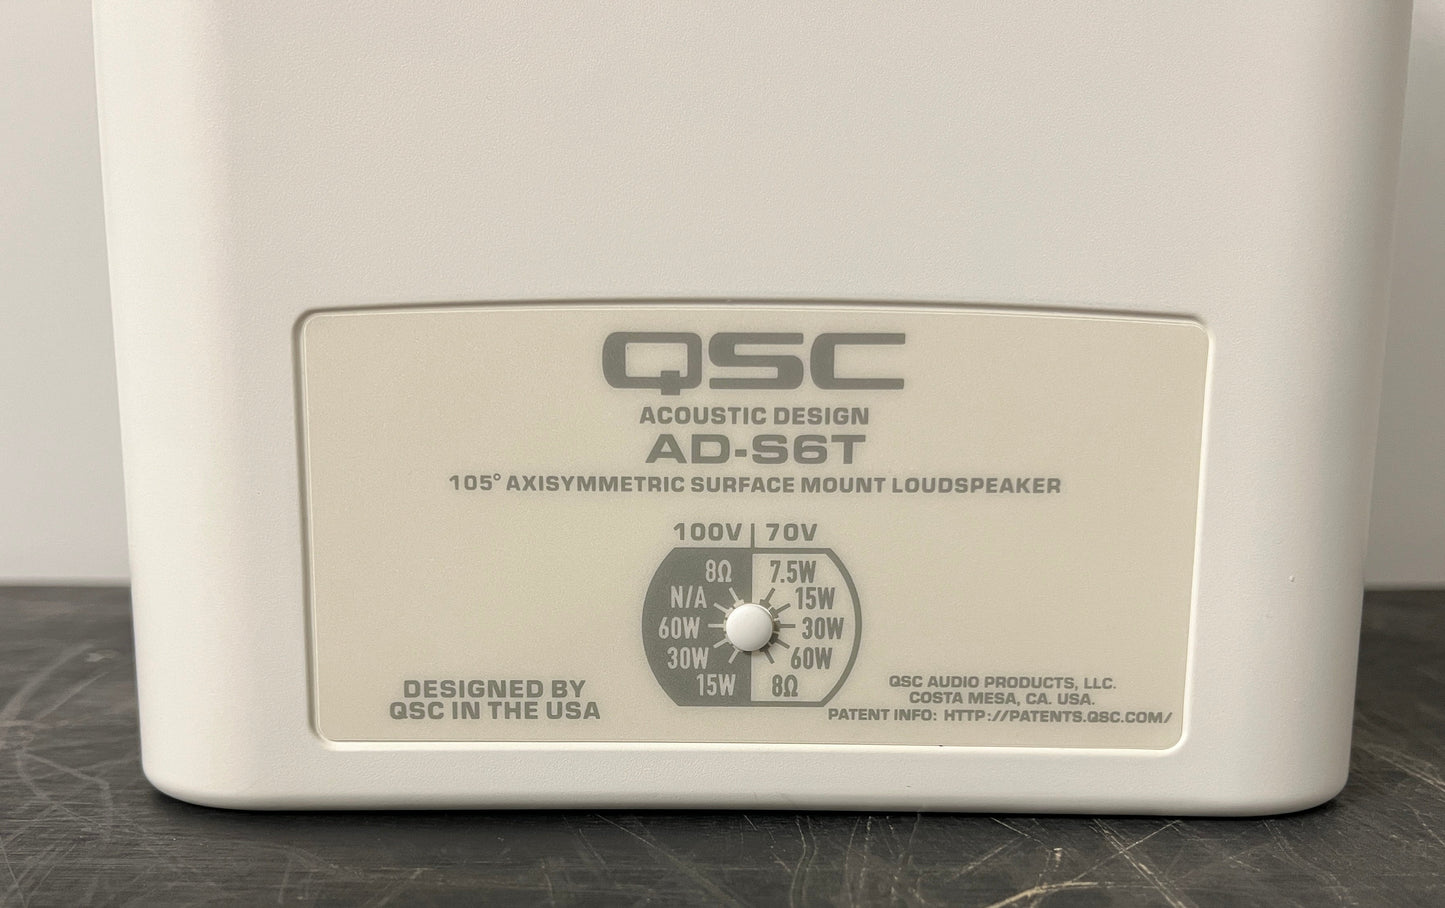 QSC
ACOUSTIC DESIGN
AD-S6T
105° AXISYMMETRIC SURFACE MOUNT LOUDSPEAKER
100V | 70V
8Ω 7.5W
N/A 15W
60W 30W
30W 60W
15W 8Ω
DESIGNED BY
QSC IN THE USA
QSC AUDIO PRODUCTS, LLC.
COSTA MESA, CA. USA.
PATENT INFO: HTTP://PATENTS.QSC.COM/